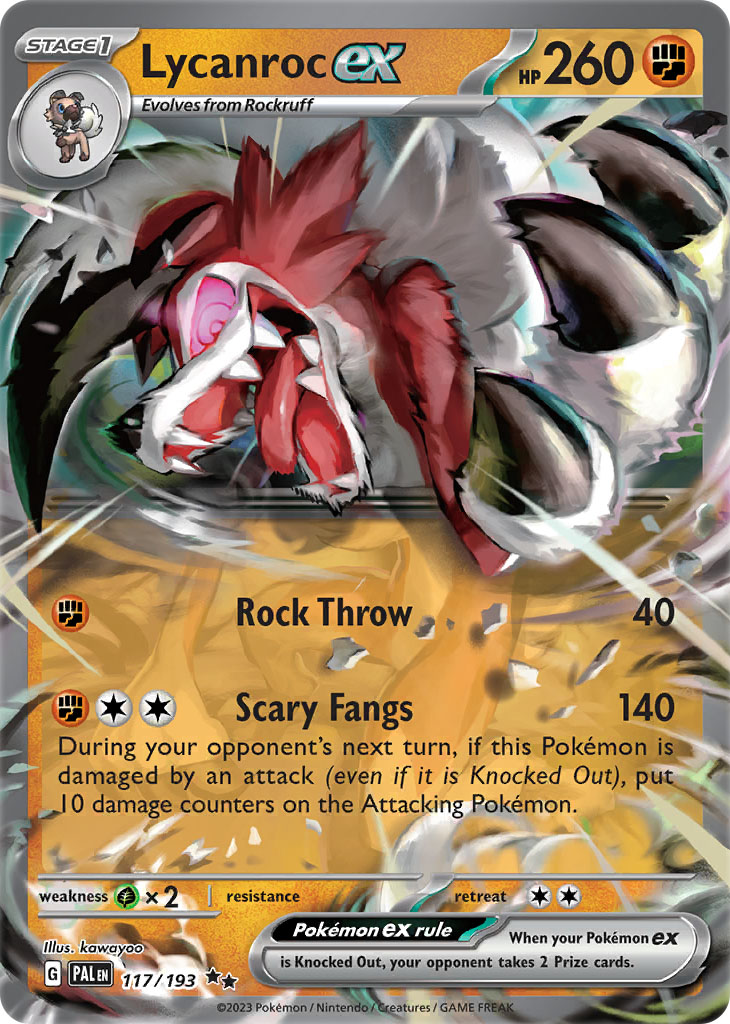 STAGE 1
Lycanroc ex
HP 260
Evolves from Rockruff
Rock Throw 40
Scary Fangs 140
During your opponent's next turn, if this Pokémon is
damaged by an attack (even if it is Knocked Out), put
10 damage counters on the Attacking Pokémon.
weakness ×2 resistance retreat
Pokémon ex rule
When your Pokémon ex
is Knocked Out, your opponent takes 2 Prize cards.
Illus. kawayoo
G PAL EN 117/193
©2023 Pokémon / Nintendo / Creatures / GAME FREAK